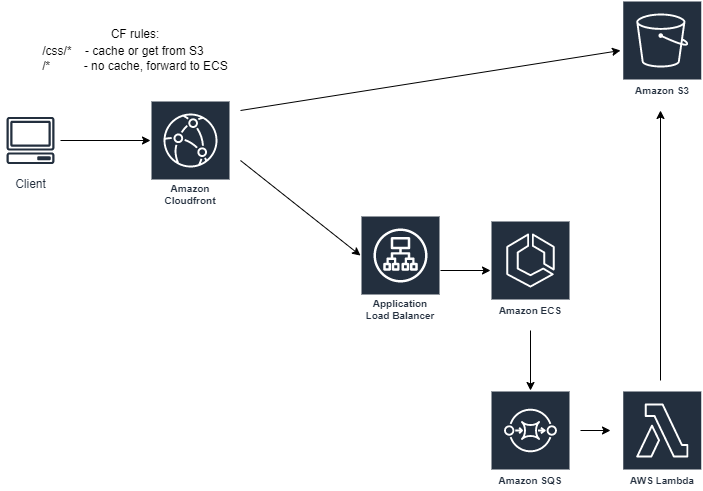 CF rules:
/css/* - cache or get from S3
/* - no cache, forward to ECS
Amazon S3
Client
Amazon
Cloudfront
Application
Load Balancer
Amazon ECS
Amazon SQS
AWS Lambda